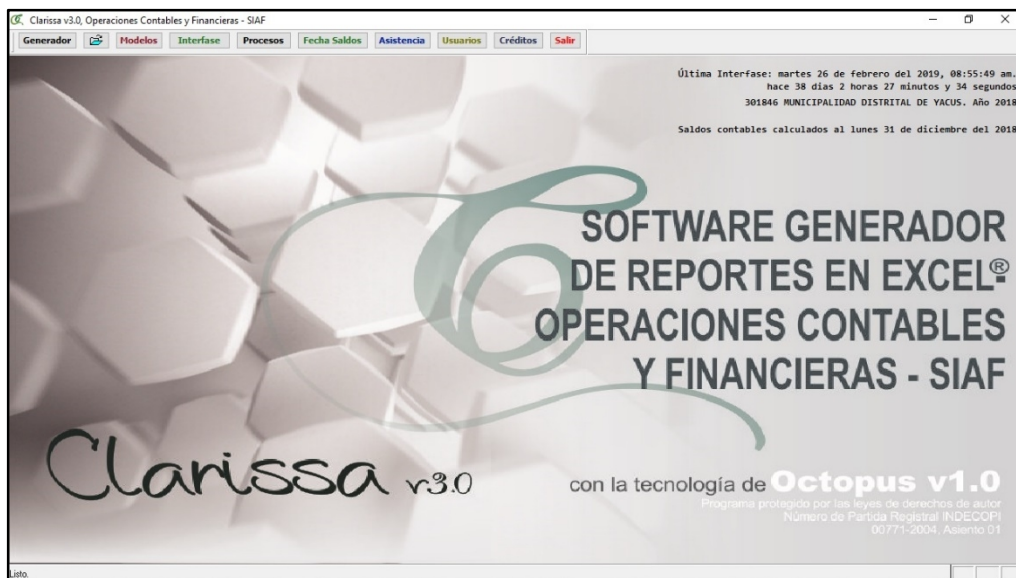 Clarissa v3.0, Operaciones Contables y Financieras - SIAF
Generador Modelos Interfase Procesos Fecha Saldos Asistencia Usuarios Créditos Salir
Última Interfase: martes 26 de febrero del 2019, 08:55:49 am.
hace 38 dias 2 horas 27 minutos y 34 segundos
301846 MUNICIPALIDAD DISTRITAL DE YACUS. Año 2018
Saldos contables calculados al lunes 31 de diciembre del 2018
SOFTWARE GENERADOR
DE REPORTES EN EXCEL®
OPERACIONES CONTABLES
Y FINANCIERAS - SIAF
Clarissa v3.0
con la tecnología de Octopus v1.0
Programa protegido por las leyes de derechos de autor
Número de Partida Registral INDECOPI
00771-2004, Asiento 01
Listo.